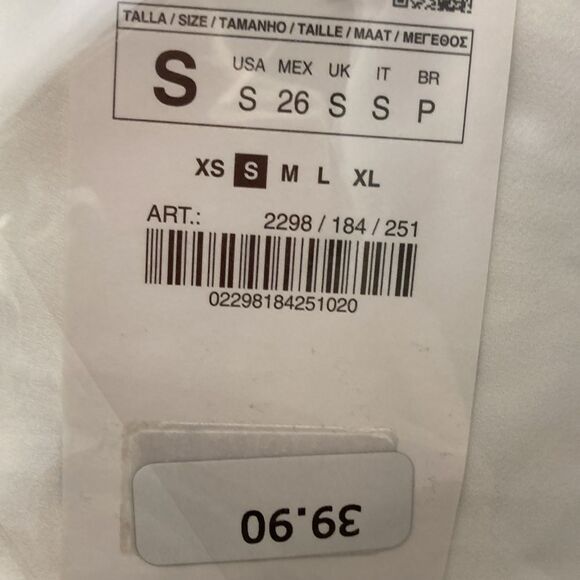 TALLA / SIZE / TAMANHO / TAILLE / MAAT / ΜΕΓΕΘΟΣ
USA MEX UK IT BR
S S 26 S S P
XS S M L XL
ART.: 2298 / 184 / 251
02298184251020
39.90